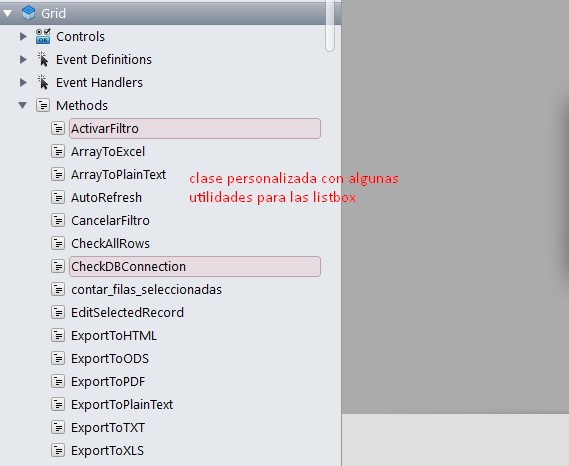 Grid
Controls
Event Definitions
Event Handlers
Methods
ActivarFiltro
ArrayToExcel
ArrayToPlainText
clase personalizada con algunas
utilidades para las listbox
AutoRefresh
CancelarFiltro
CheckAllRows
CheckDBConnection
contar_filas_seleccionadas
EditSelectedRecord
ExportToHTML
ExportToODS
ExportToPDF
ExportToPlainText
ExportToTXT
ExportToXLS